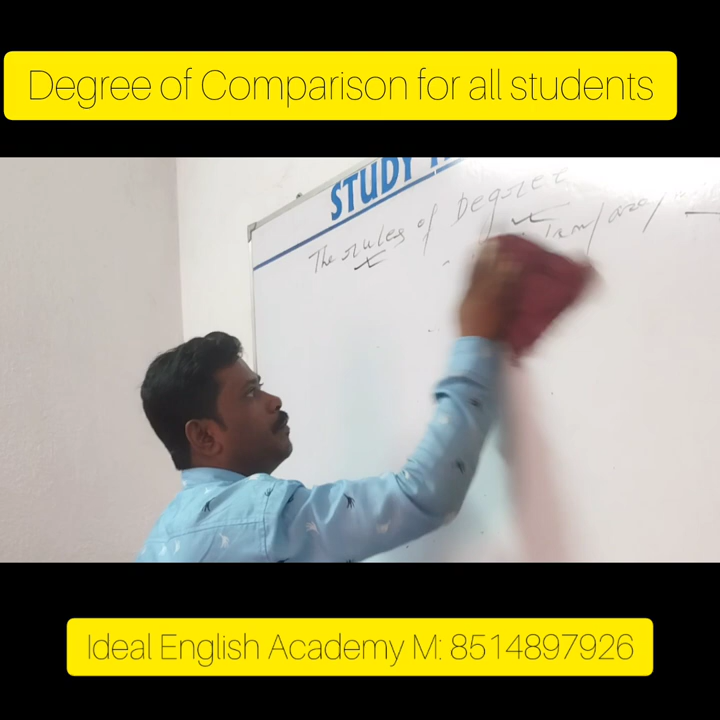 Degree of Comparison for all students
STUDY
The rules of Degree
Ideal English Academy M: 8514897926